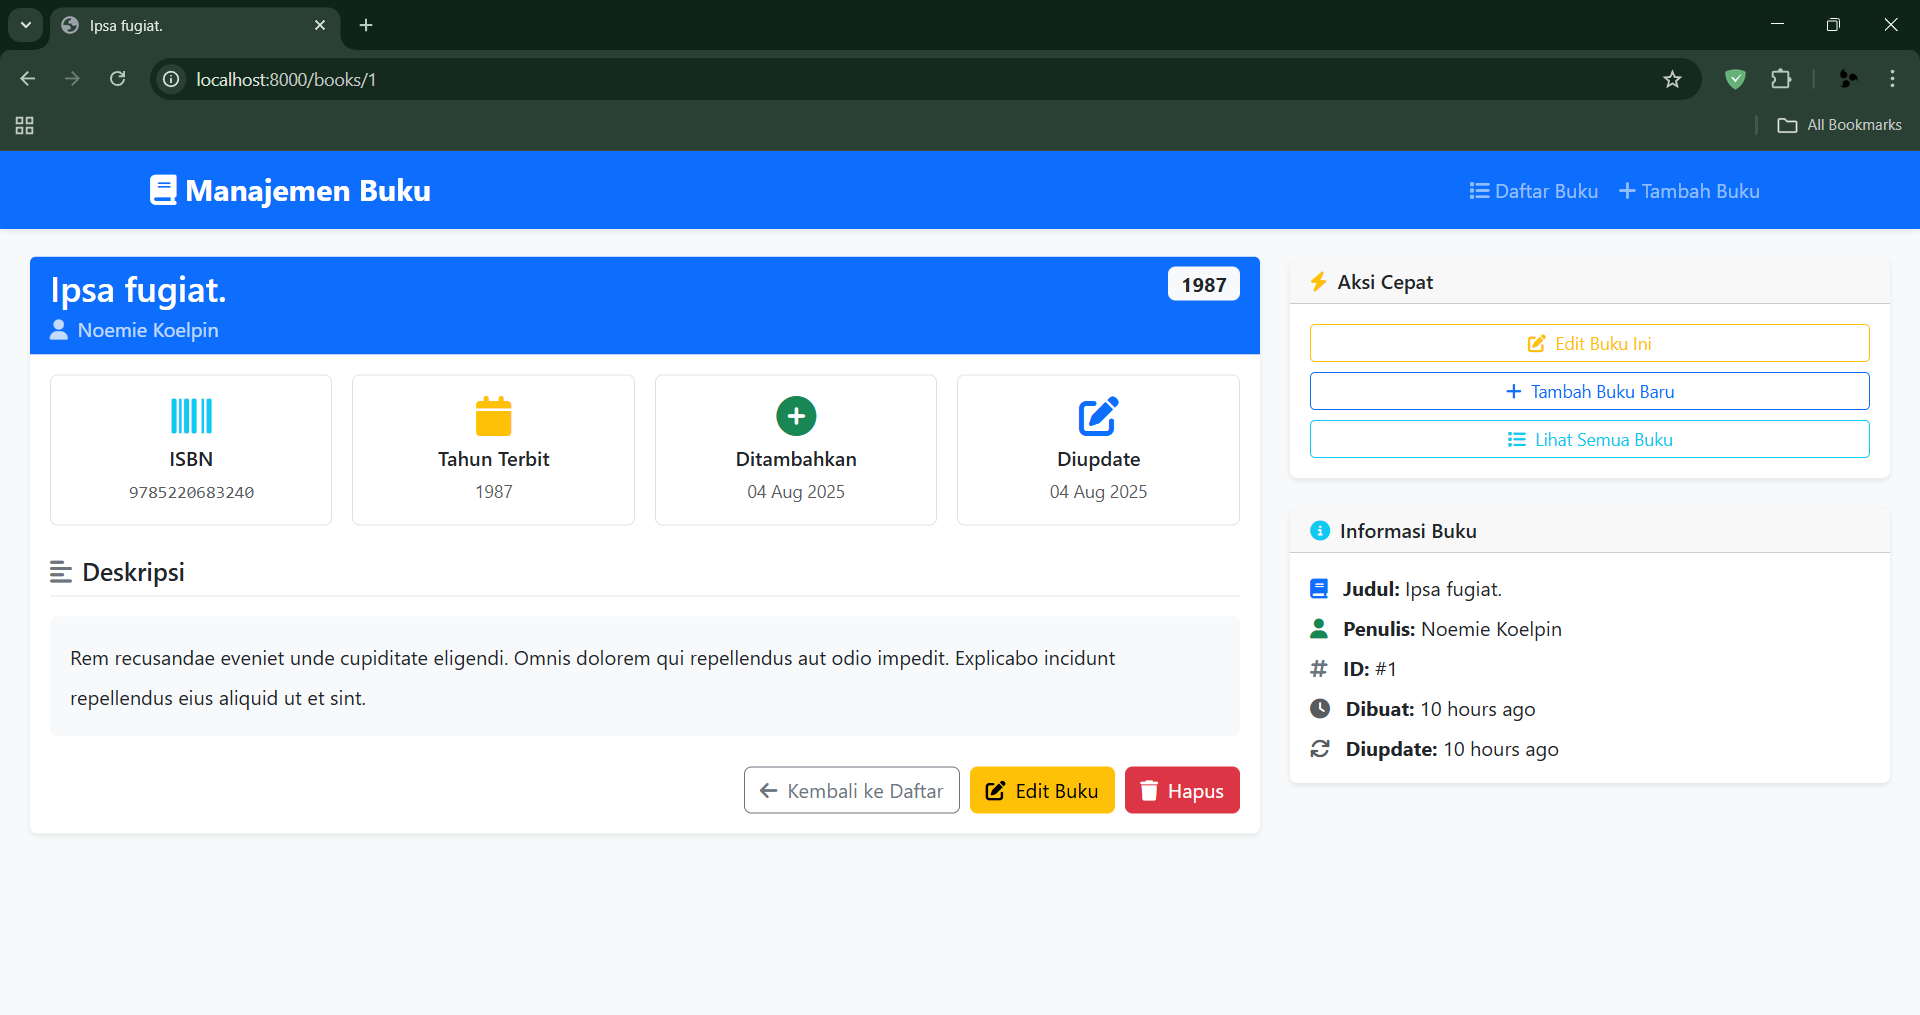 Ipsa fugiat.
localhost:8000/books/1
All Bookmarks
Manajemen Buku
Daftar Buku
Tambah Buku
Ipsa fugiat.
1987
Noemie Koelpin
ISBN
9785220683240
Tahun Terbit
1987
Ditambahkan
04 Aug 2025
Diupdate
04 Aug 2025
Deskripsi
Rem recusandae eveniet unde cupiditate eligendi. Omnis dolorem qui repellendus aut odio impedit. Explicabo incidunt
repellendus eius aliquid ut et sint.
Kembali ke Daftar
Edit Buku
Hapus
Aksi Cepat
Edit Buku Ini
Tambah Buku Baru
Lihat Semua Buku
Informasi Buku
Judul: Ipsa fugiat.
Penulis: Noemie Koelpin
ID: #1
Dibuat: 10 hours ago
Diupdate: 10 hours ago